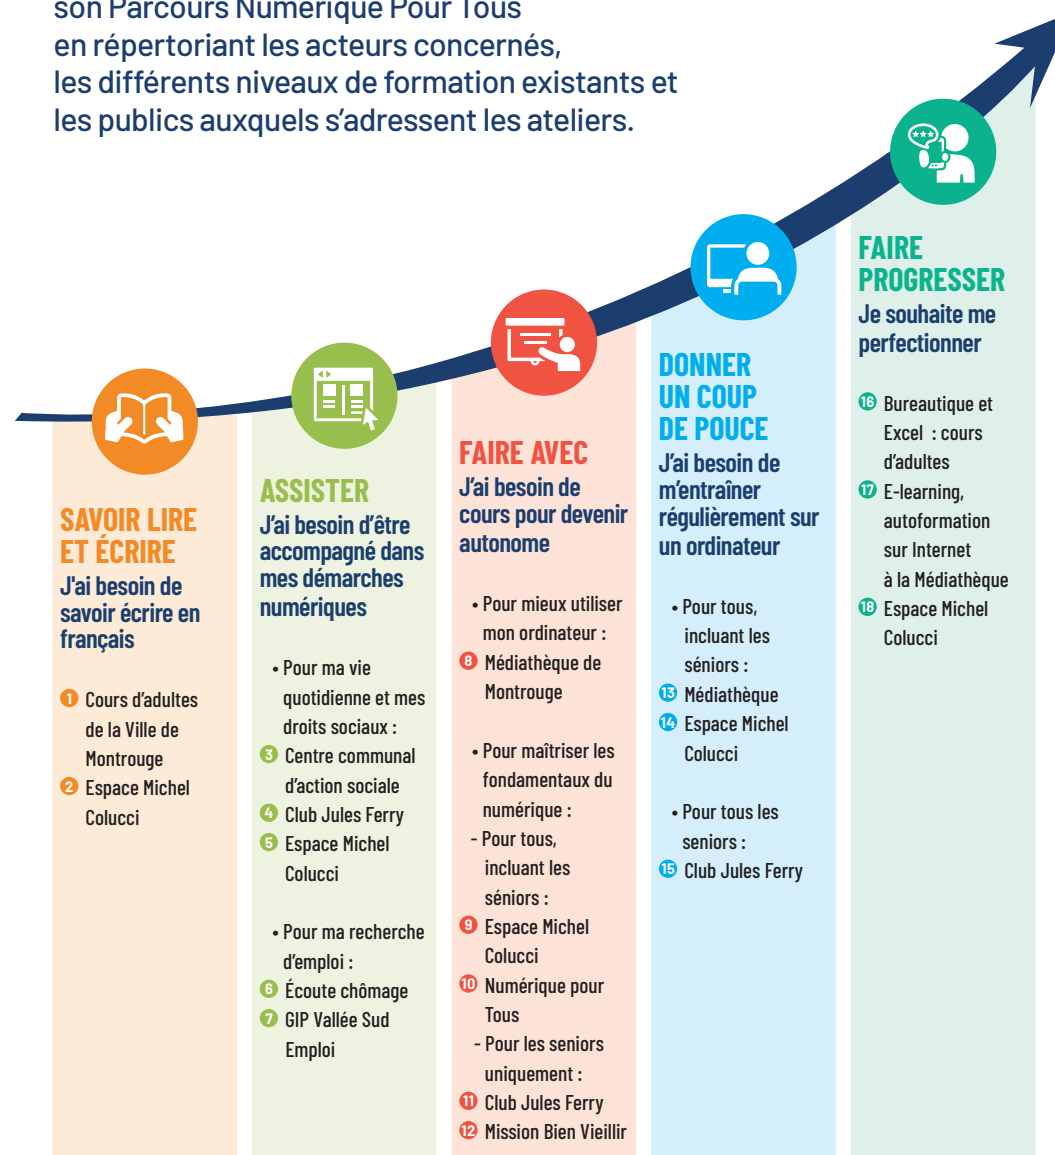 son Parcours Numérique Pour Tous
en répertoriant les acteurs concernés,
les différents niveaux de formation existants et
les publics auxquels s'adressent les ateliers.
SAVOIR LIRE
ET ÉCRIRE
J'ai besoin de
savoir écrire en
français
1 Cours d'adultes
de la Ville de
Montrouge
2 Espace Michel
Colucci
ASSISTER
J'ai besoin d'être
accompagné dans
mes démarches
numériques
• Pour ma vie
quotidienne et mes
droits sociaux :
3 Centre communal
d'action sociale
4 Club Jules Ferry
5 Espace Michel
Colucci
• Pour ma recherche
d'emploi :
6 Écoute chômage
7 GIP Vallée Sud
Emploi
FAIRE AVEC
J'ai besoin de
cours pour devenir
autonome
• Pour mieux utiliser
mon ordinateur :
8 Médiathèque de
Montrouge
• Pour maîtriser les
fondamentaux du
numérique :
- Pour tous,
incluant les
séniors :
9 Espace Michel
Colucci
10 Numérique pour
Tous
- Pour les seniors
uniquement :
11 Club Jules Ferry
12 Mission Bien Vieillir
DONNER
UN COUP
DE POUCE
J'ai besoin de
m'entraîner
régulièrement sur
un ordinateur
• Pour tous,
incluant les
séniors :
13 Médiathèque
14 Espace Michel
Colucci
• Pour tous les
seniors :
15 Club Jules Ferry
FAIRE
PROGRESSER
Je souhaite me
perfectionner
16 Bureautique et
Excel : cours
d'adultes
17 E-learning,
autoformation
sur Internet
à la Médiathèque
18 Espace Michel
Colucci